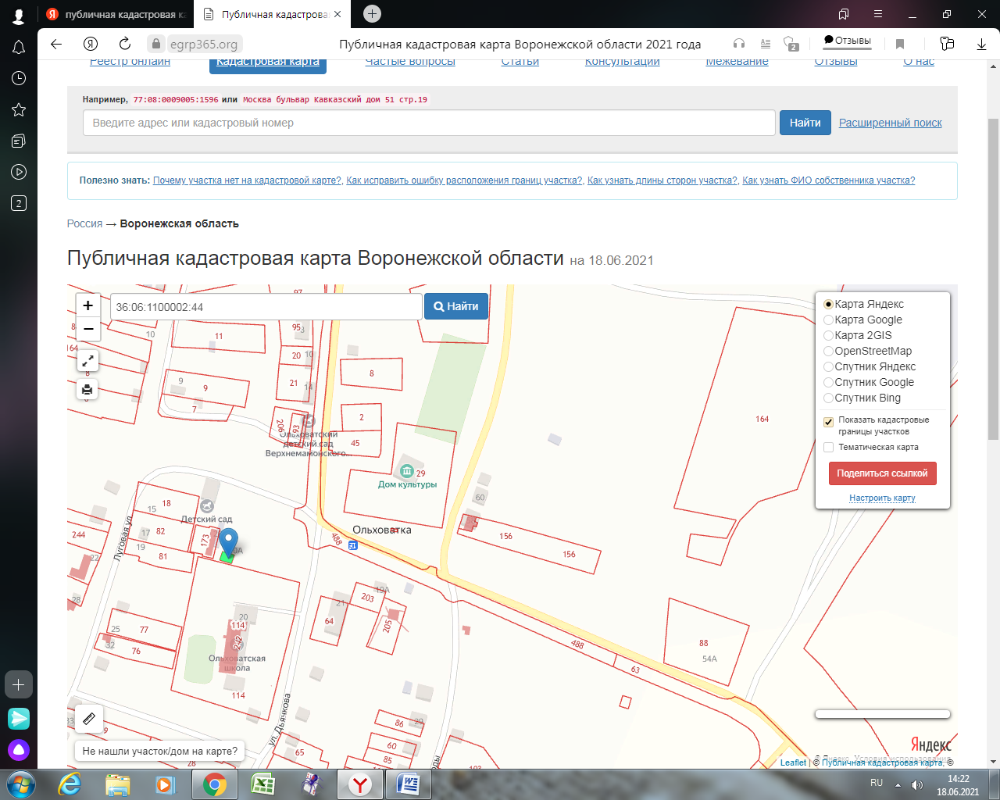 публичная кадастровая к
Публичная кадастрова
egrp365.org
Публичная кадастровая карта Воронежской области 2021 года
Отзывы
2
2
Реестр онлайн
Кадастровая карта
Частые вопросы
Статьи
Консультации
Межевание
Отзывы
О нас
Например, 77:08:0009005:1596 или Москва бульвар Кавказский дом 51 стр.19
Введите адрес или кадастровый номер
Найти
Расширенный поиск
Полезно знать: Почему участка нет на кадастровой карте?, Как исправить ошибку расположения границ участка?, Как узнать длины сторон участка?, Как узнать ФИО собственника участка?
Россия → Воронежская область
Публичная кадастровая карта Воронежской области на 18.06.2021
+
−
36:06:1100002:44
Найти
Карта Яндекс
Карта Google
Карта 2GIS
OpenStreetMap
Спутник Яндекс
Спутник Google
Спутник Bing
Показать кадастровые
границы участков
Тематическая карта
Поделиться ссылкой
Настроить карту
97
95
3
10
11
164
20
10
8
9
9
21
14
7
2
206
93
45
164
Ольховатский
детский сад
Верхнемамонского...
29
Дом культуры
60
18
15
Детский сад
82
17
244
173
19
81
22
Луговая ул
Ольховатка
488
156
156
28
19А
203
21
64
205
77
25
76
32
20
114
242
Ольховатская
школа
114
488
63
88
54А
ул. Дьячкова
86
29
60
85
65
28
103
Не нашли участок/дом на карте?
Яндекс
© Яндекс Условия использования
Leaflet | © Публичная кадастровая карта, ©
RU
14:22
18.06.2021